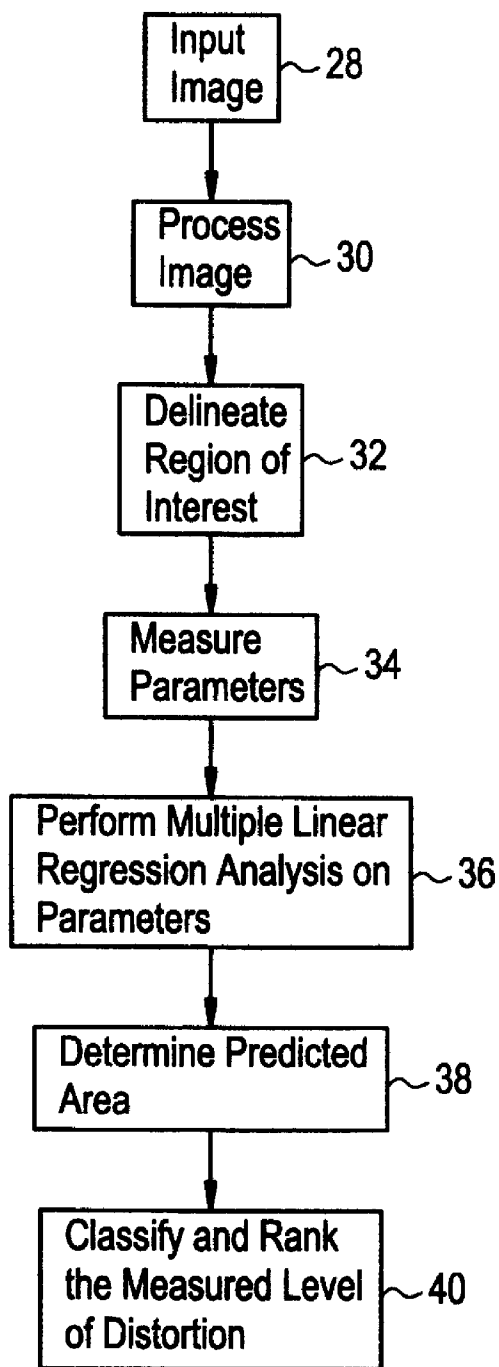 Input
Image
28
Process
Image
30
Delineate
Region of
Interest
32
Measure
Parameters
34
Perform Multiple Linear
Regression Analysis on
Parameters
36
Determine Predicted
Area
38
Classify and Rank
the Measured Level
of Distortion
40